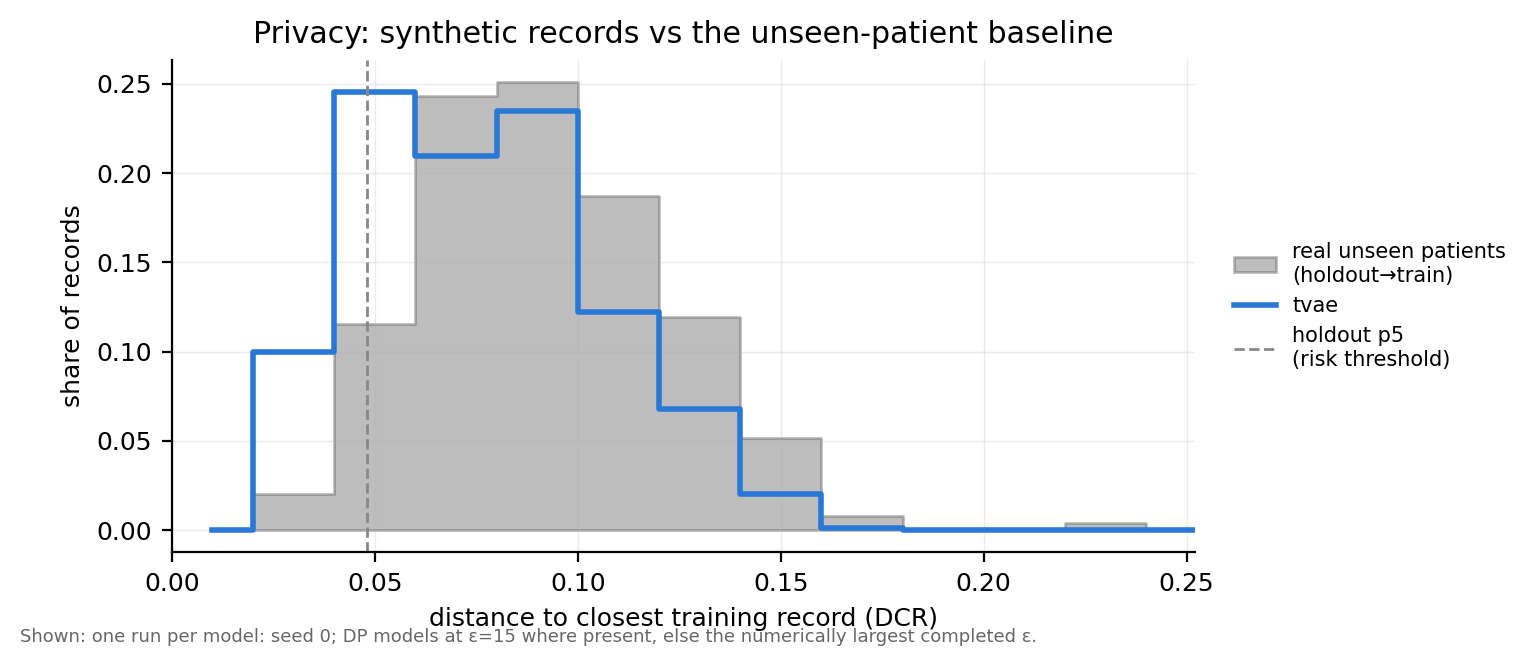 Privacy: synthetic records vs the unseen-patient baseline
share of records
0.25
0.20
0.15
0.10
0.05
0.00
0.00 0.05 0.10 0.15 0.20 0.25
distance to closest training record (DCR)
real unseen patients
(holdout→train)
tvae
holdout p5
(risk threshold)
Shown: one run per model: seed 0; DP models at ε=15 where present, else the numerically largest completed ε.